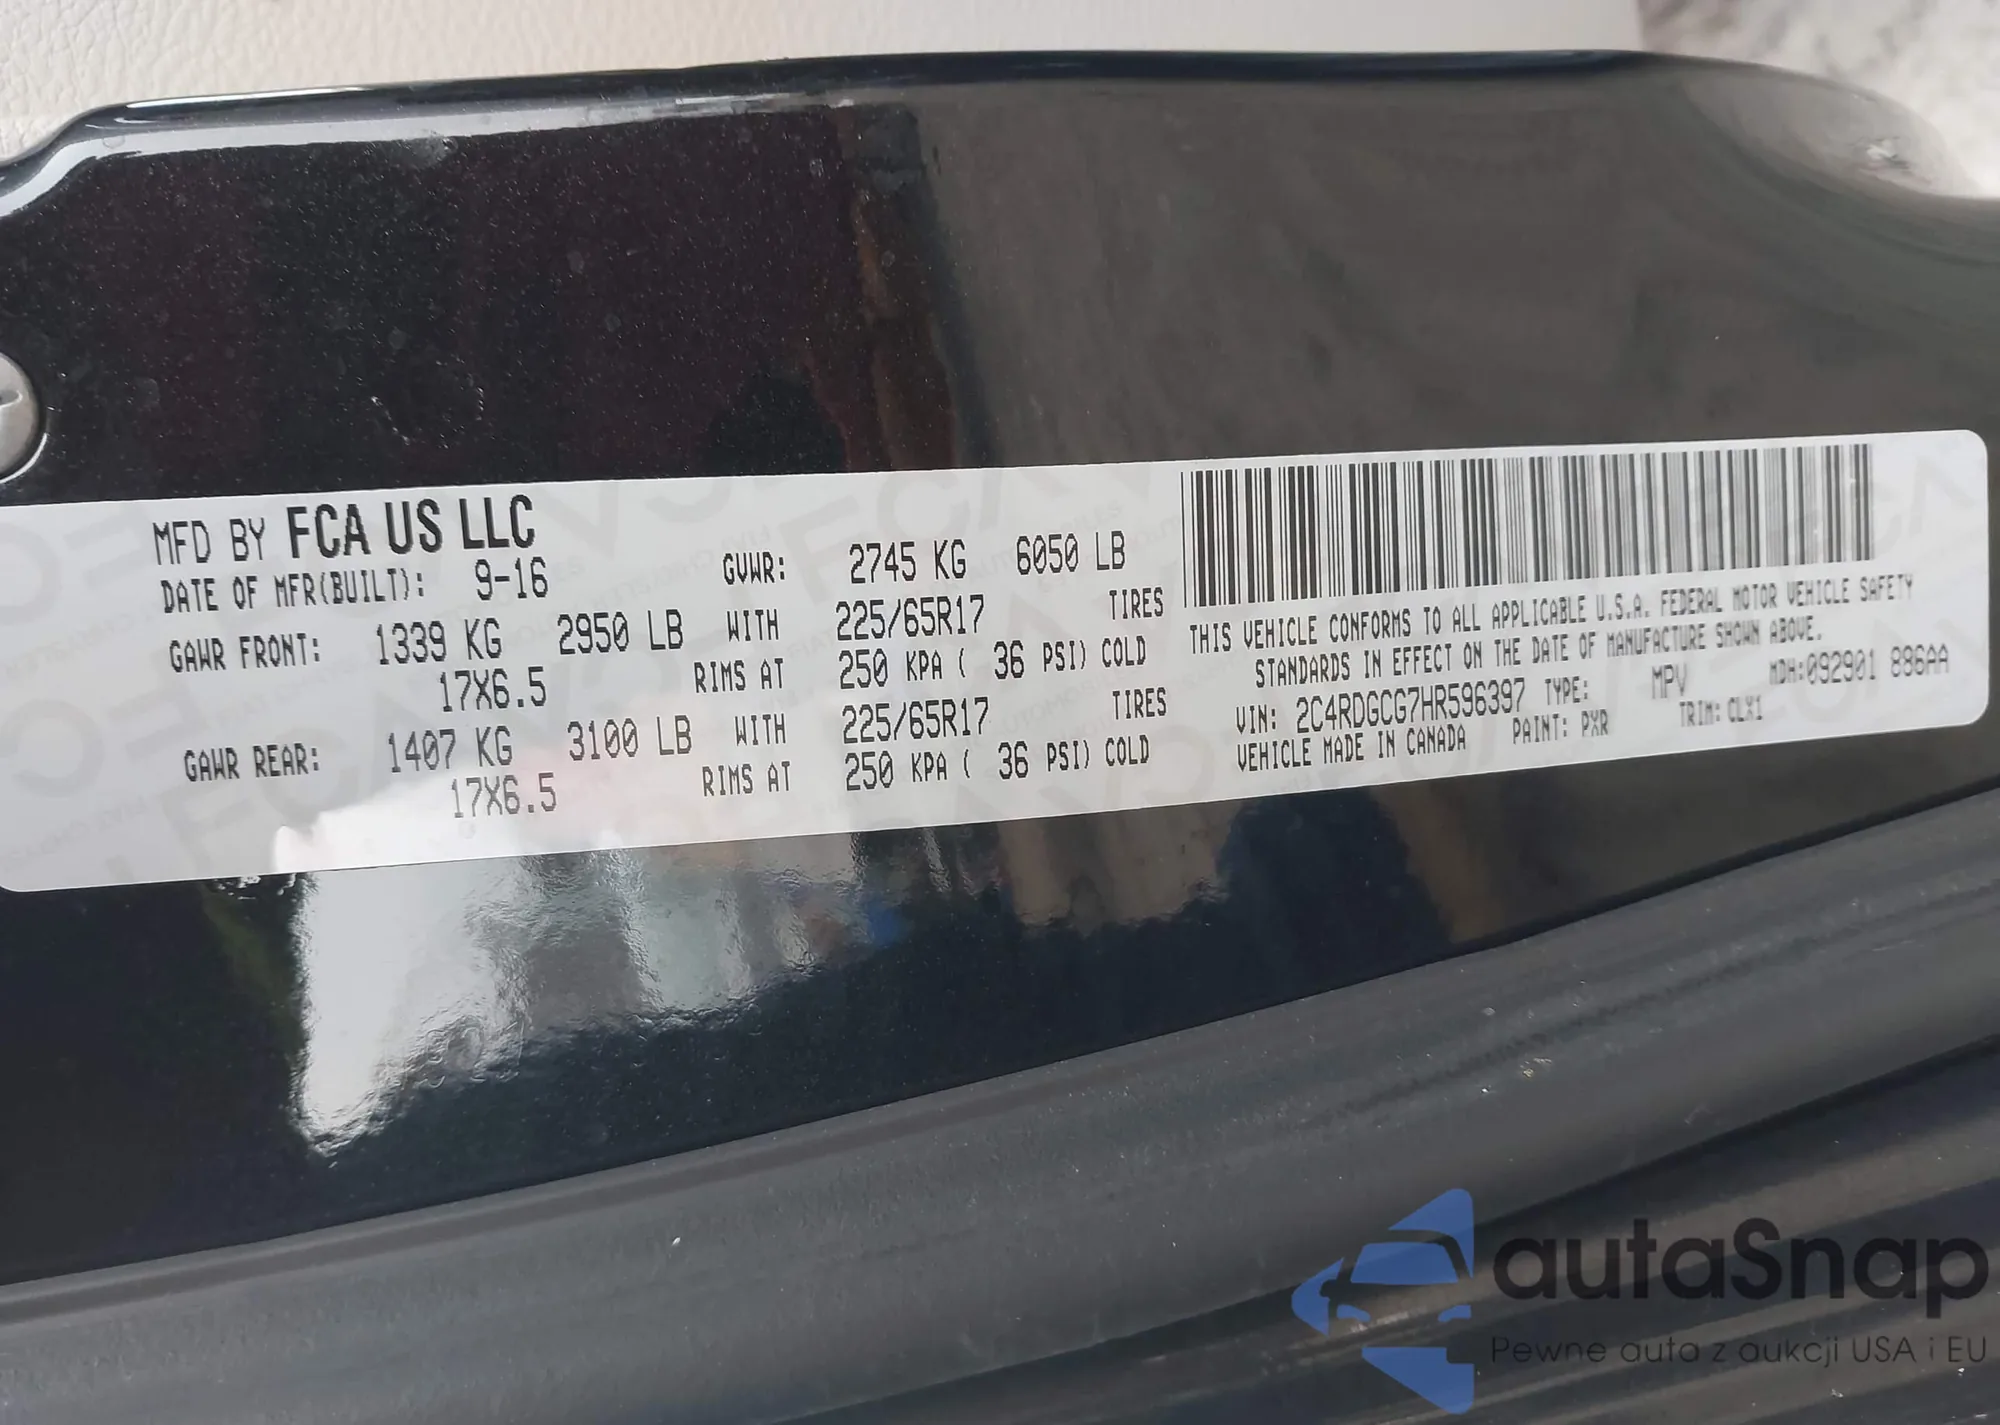 MFD BY FCA US LLC
DATE OF MFR(BUILT): 9-16 GVWR: 2745 KG 6050 LB
GAWR FRONT: 1339 KG 2950 LB WITH 225/65R17 TIRES
17X6.5 RIMS AT 250 KPA ( 36 PSI) COLD
GAWR REAR: 1407 KG 3100 LB WITH 225/65R17 TIRES
17X6.5 RIMS AT 250 KPA ( 36 PSI) COLD
THIS VEHICLE CONFORMS TO ALL APPLICABLE U.S.A. FEDERAL MOTOR VEHICLE SAFETY
STANDARDS IN EFFECT ON THE DATE OF MANUFACTURE SHOWN ABOVE.
VIN: 2C4RDGCG7HR596397 TYPE: MPV MDH:092901 886AA
VEHICLE MADE IN CANADA PAINT: PXR TRIM: CLX1
autaSnap
Pewne auta z aukcji USA i EU